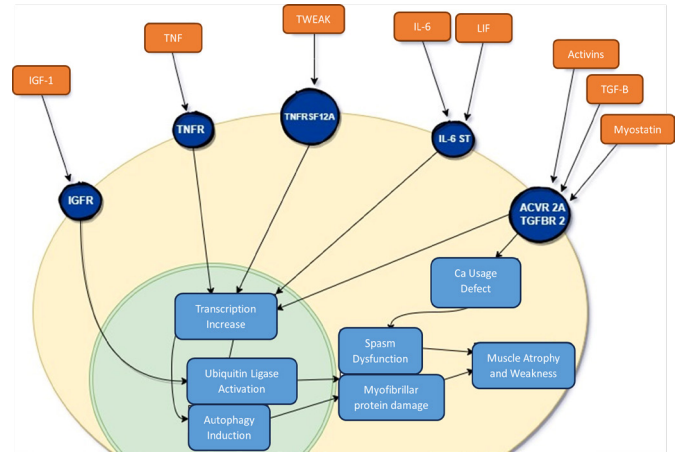 TWEAK
TNF
IL-6
LIF
IGF-1
Activins
TGF-B
Myostatin
TNFR
TNFRSF12A
IL-6 ST
IGFR
ACVR 2A
TGFBR 2
Ca Usage
Defect
Transcription
Increase
Spasm
Dysfunction
Muscle Atrophy
and Weakness
Ubiquitin Ligase
Activation
Myofibrillar
protein damage
Autophagy
Induction